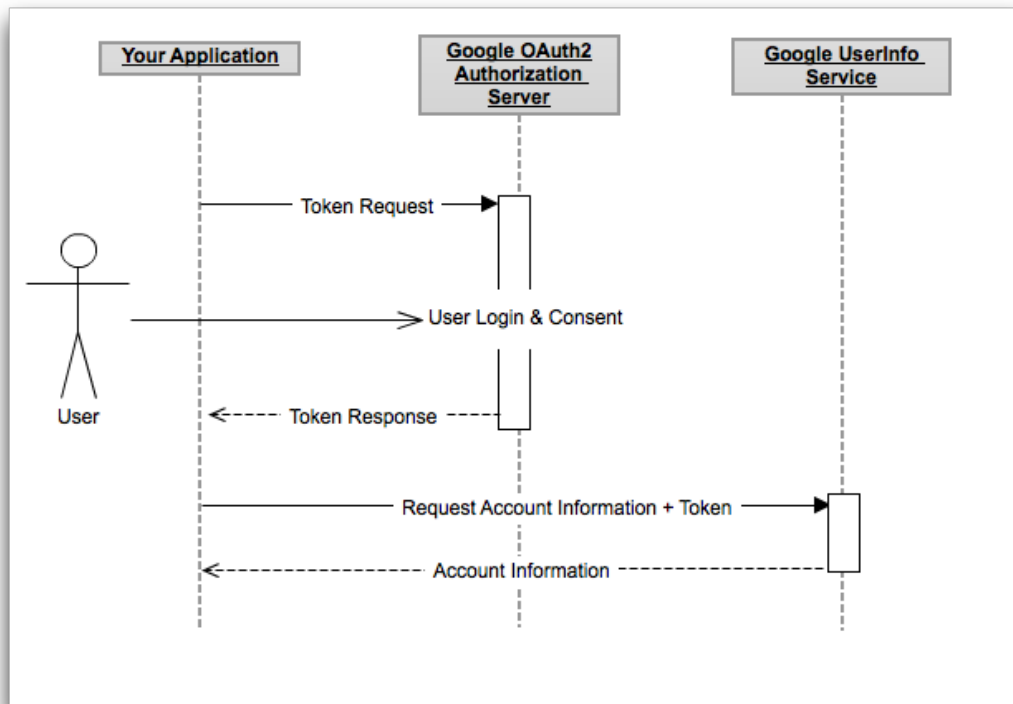 Your Application
Google OAuth2
Authorization
Server
Google UserInfo
Service
Token Request
User Login & Consent
User
Token Response
Request Account Information + Token
Account Information